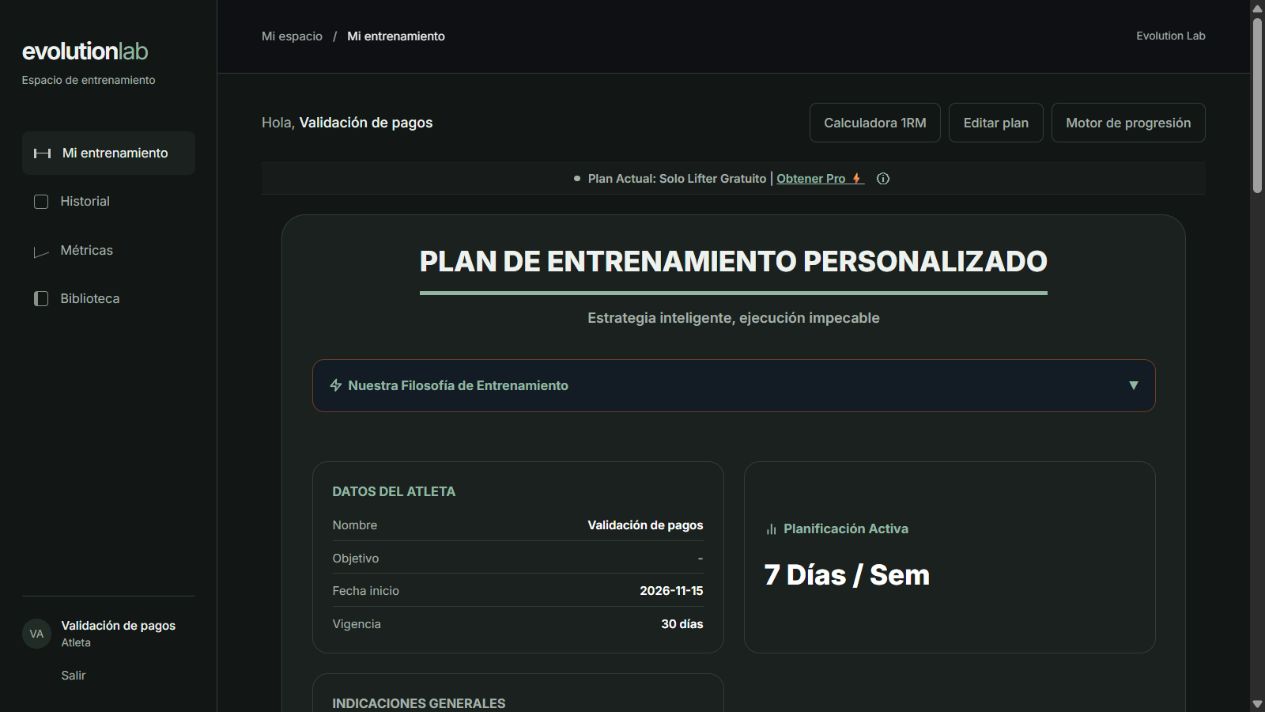 evolutionlab
Espacio de entrenamiento
Mi entrenamiento
Historial
Métricas
Biblioteca
VA
Validación de pagos
Atleta
Salir
Mi espacio / Mi entrenamiento
Evolution Lab
Hola, Validación de pagos
Calculadora 1RM
Editar plan
Motor de progresión
Plan Actual: Solo Lifter Gratuito | Obtener Pro
PLAN DE ENTRENAMIENTO PERSONALIZADO
Estrategia inteligente, ejecución impecable
Nuestra Filosofía de Entrenamiento
DATOS DEL ATLETA
Nombre Validación de pagos
Objetivo -
Fecha inicio 2026-11-15
Vigencia 30 días
Planificación Activa
7 Días / Sem
INDICACIONES GENERALES